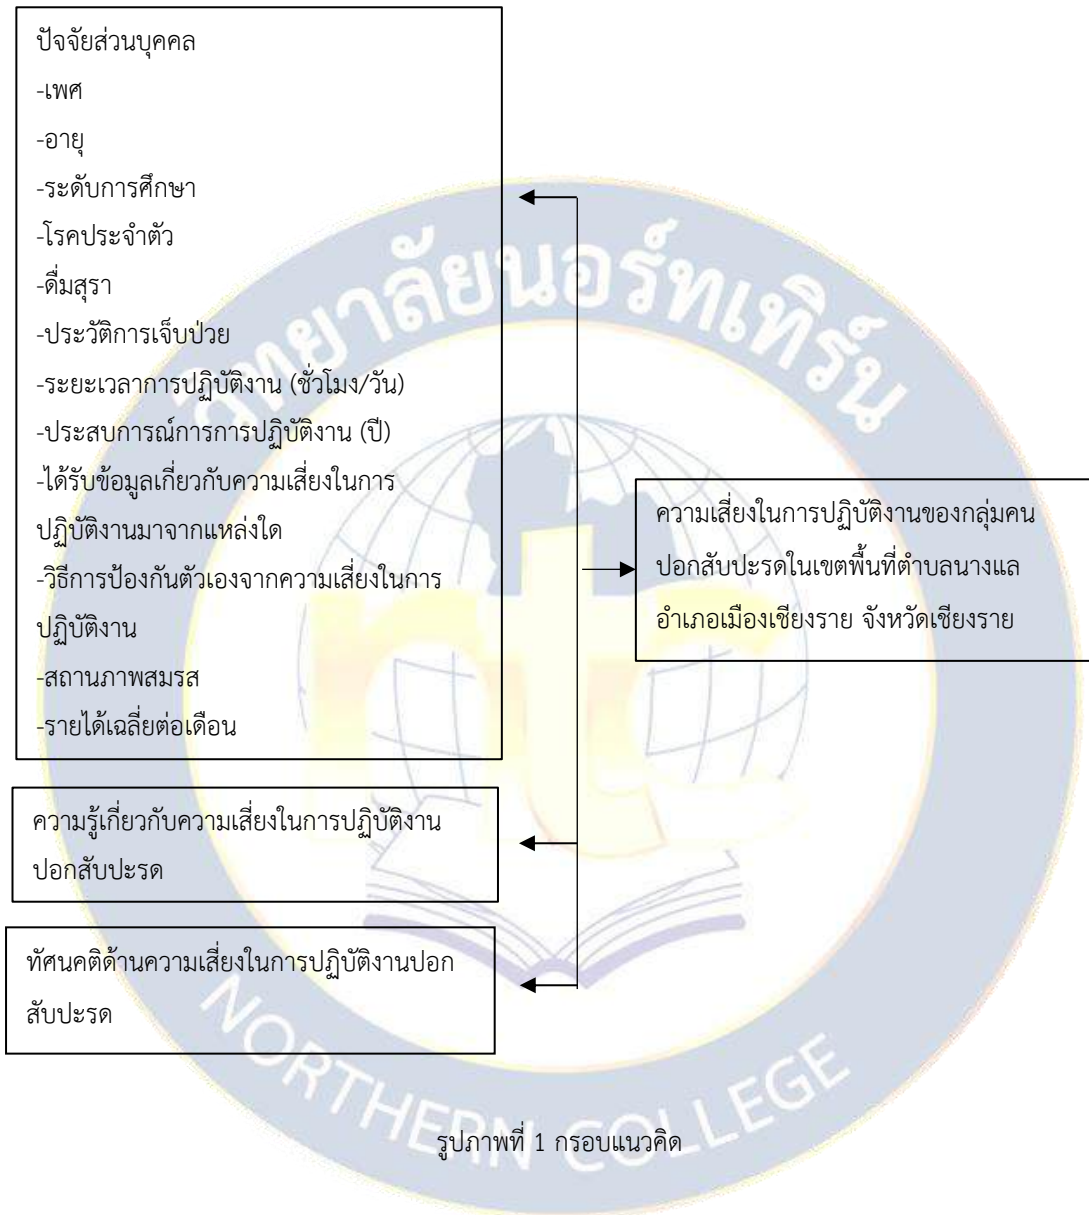 ปัจจัยส่วนบุคคล
-เพศ
-อายุ
-ระดับการศึกษา
-โรคประจำตัว
-ดื่มสุรา
-ประวัติการเจ็บป่วย
-ระยะเวลาการปฏิบัติงาน (ชั่วโมง/วัน)
-ประสบการณ์การการปฏิบัติงาน (ปี)
-ได้รับข้อมูลเกี่ยวกับความเสี่ยงในการ
ปฏิบัติงานมาจากแหล่งใด
-วิธีการป้องกันตัวเองจากความเสี่ยงในการ
ปฏิบัติงาน
-สถานภาพสมรส
-รายได้เฉลี่ยต่อเดือน
ความรู้เกี่ยวกับความเสี่ยงในการปฏิบัติงาน
ปอกสับปะรด
ทัศนคติด้านความเสี่ยงในการปฏิบัติงานปอก
สับปะรด
ความเสี่ยงในการปฏิบัติงานของกลุ่มคน
ปอกสับปะรดในเขตพื้นที่ตำบลนางแล
อำเภอเมืองเชียงราย จังหวัดเชียงราย
วิทยาลัยนอร์ทเทิร์น
ntc
NORTHERN COLLEGE
รูปภาพที่ 1 กรอบแนวคิด